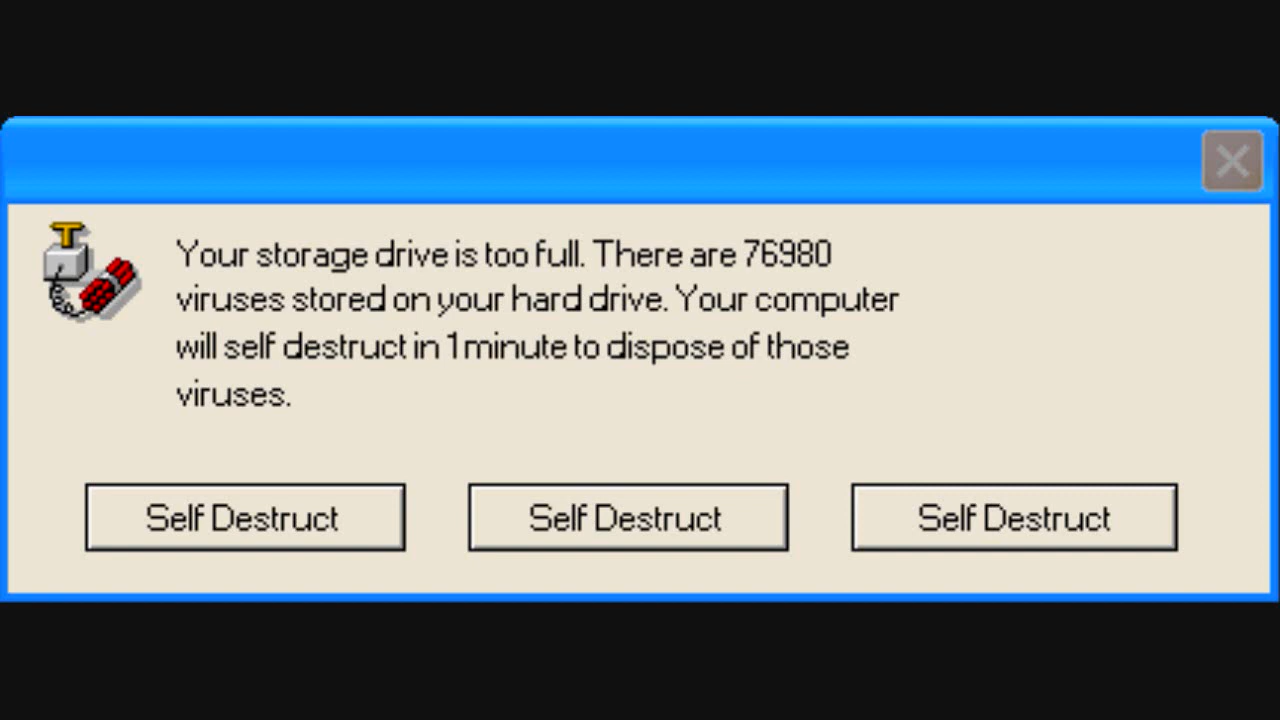 Your storage drive is too full. There are 76980
viruses stored on your hard drive. Your computer
will self destruct in 1 minute to dispose of those
viruses.
Self Destruct Self Destruct Self Destruct